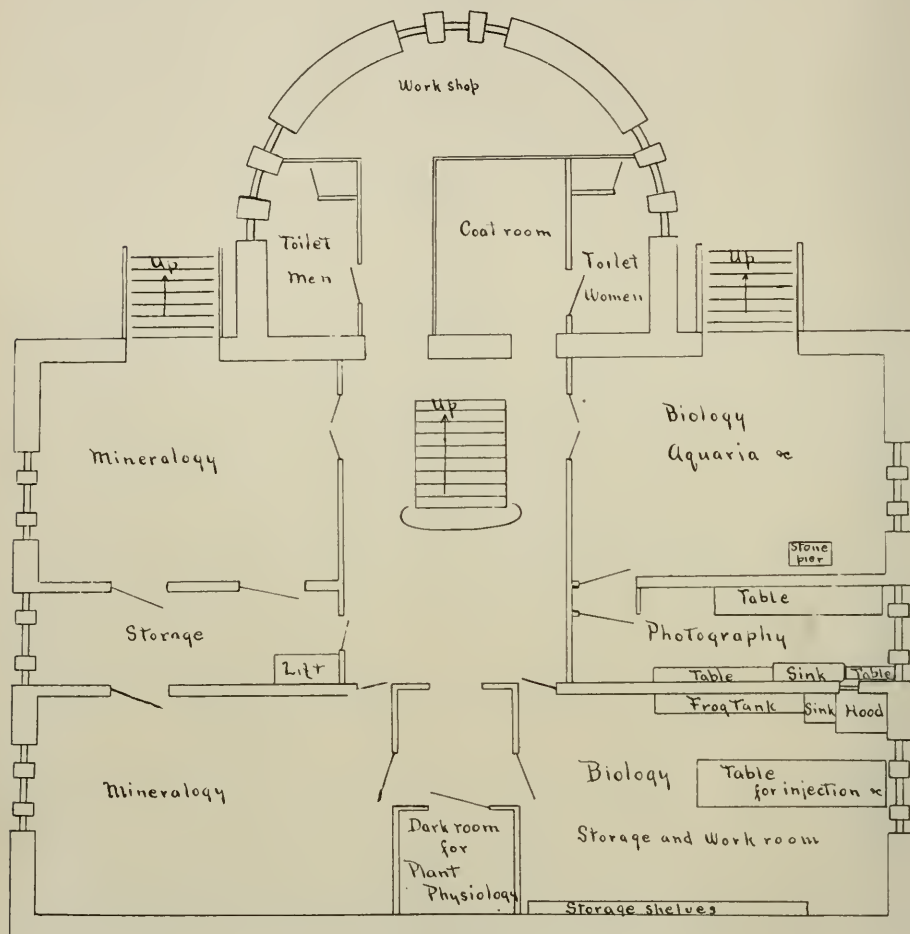 Work shop
Toilet
Men
Coat room
Toilet
Women
Up
Up
Up
Mineralogy
Biology
Aquaria &c
Stone
pier
Table
Storage
Photography
Lift
Table
Sink
Table
Frog Tank
Sink
Hood
Mineralogy
Biology
Table
for injection &c
Storage and Work room
Dark room
for
Plant
Physiology
Storage shelves